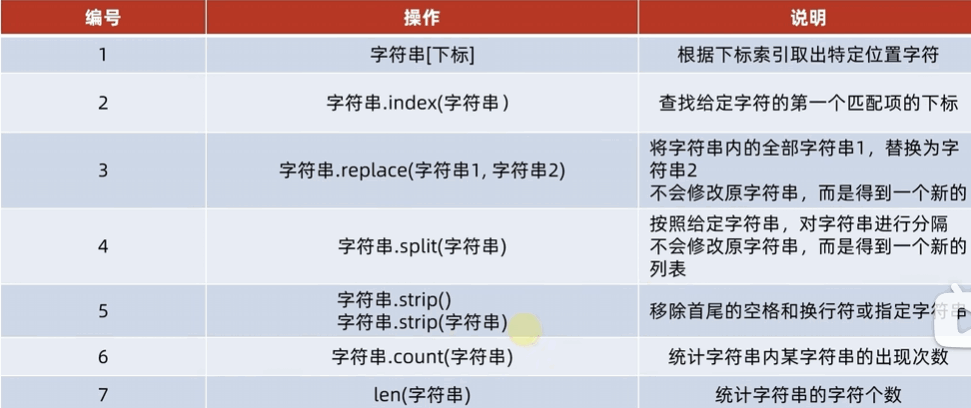 编号 操作 说明
1 字符串[下标] 根据下标索引取出特定位置字符
2 字符串.index(字符串) 查找给定字符的第一个匹配项的下标
3 字符串.replace(字符串1, 字符串2) 将字符串内的全部字符串1，替换为字
符串2
不会修改原字符串，而是得到一个新的
4 字符串.split(字符串) 按照给定字符串，对字符串进行分隔
不会修改原字符串，而是得到一个新的
列表
5 字符串.strip()
字符串.strip(字符串) 移除首尾的空格和换行符或指定字符串
6 字符串.count(字符串) 统计字符串内某字符串的出现次数
7 len(字符串) 统计字符串的字符个数